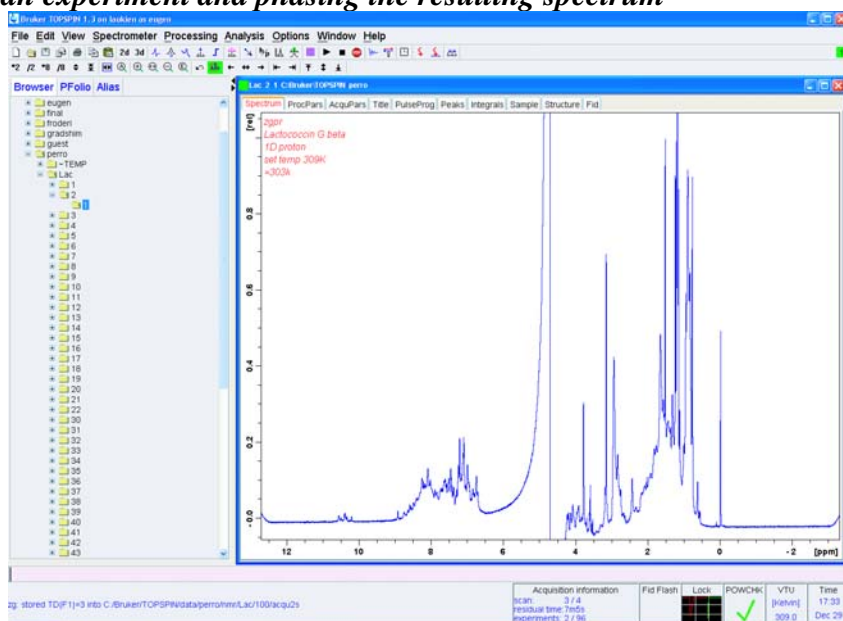 an experiment and phasing the resulting spectrum
Bruker TOPSPIN 1.3 on laukien as eugen
File Edit View Spectrometer Processing Analysis Options Window Help
2d 3d
*2 /2 *8 /8
Browser PFolio Alias
Lac 2 1 C:\Bruker\TOPSPIN perro
Spectrum ProcPars AcquPars Title PulseProg Peaks Integrals Sample Structure Fid
eugen
final
froderi
gradshim
guest
perro
~TEMP
Lac
1
2
1
3
4
5
6
7
8
9
10
11
12
13
14
15
16
17
18
19
20
21
22
30
31
32
33
34
35
36
37
38
39
40
41
42
43
zgpr
Lactococcin G beta
1D proton
set temp 309K
=303k
[rel]
0.8
0.6
0.4
0.2
-0.0
12 10 8 6 4 2 0 -2 [ppm]
zg: stored TD(F1)=3 into C:/Bruker/TOPSPIN/data/perro/nmr/Lac/100/acqu2s
Acquisition information
scan: 3 / 4
residual time: 7m5s
experiments: 2 / 96
Fid Flash
Lock
POWCHK
VTU
[Kelvin]
309.0
Time
17:33
Dec 29